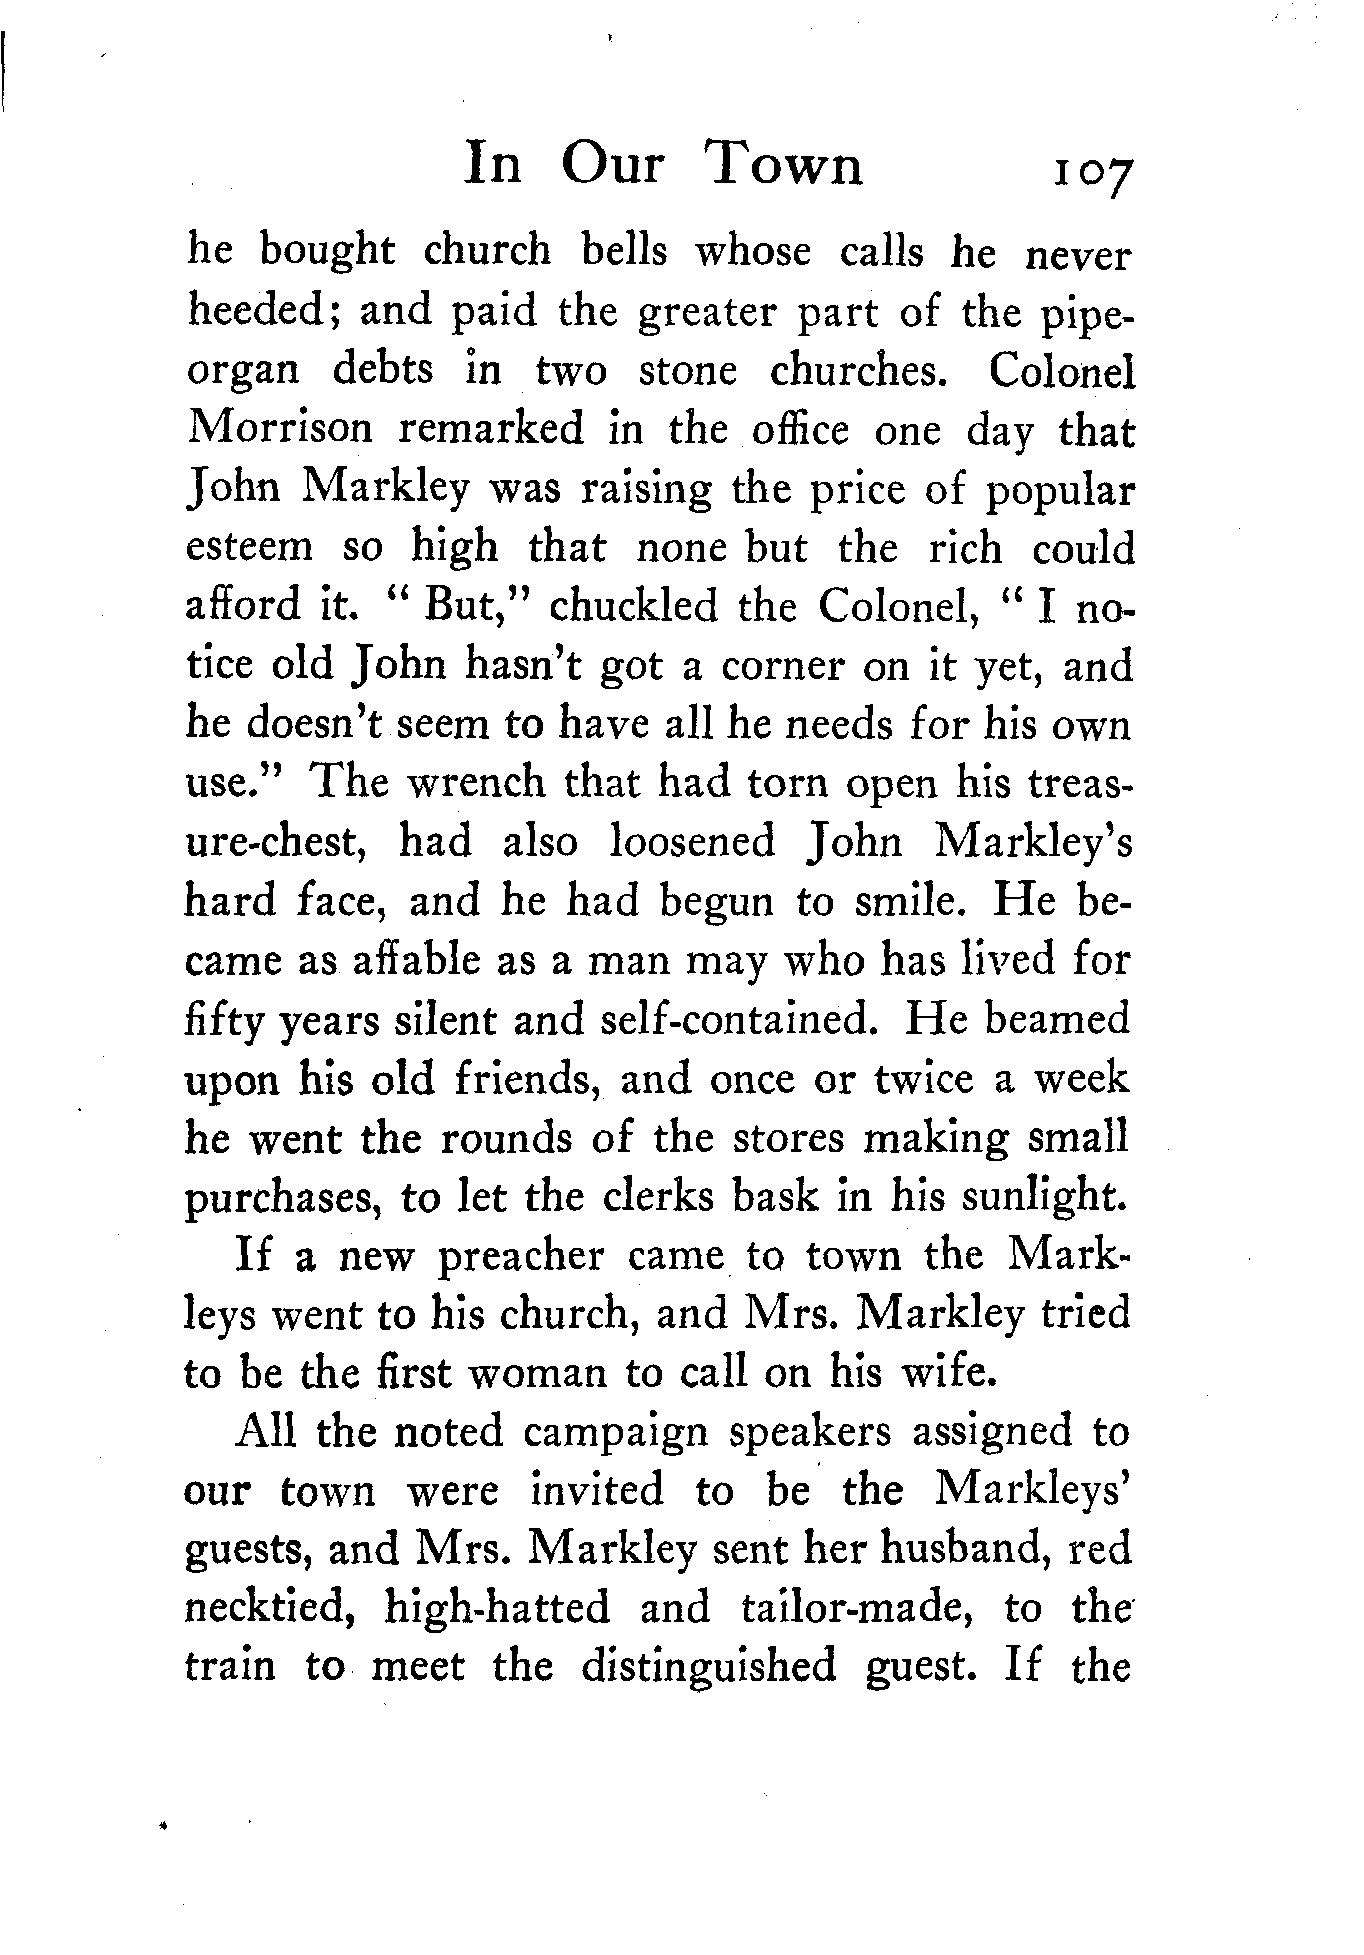 In Our Town 107
he bought church bells whose calls he never
heeded; and paid the greater part of the pipe-
organ debts in two stone churches. Colonel
Morrison remarked in the office one day that
John Markley was raising the price of popular
esteem so high that none but the rich could
afford it. " But," chuckled the Colonel, " I no-
tice old John hasn't got a corner on it yet, and
he doesn't seem to have all he needs for his own
use." The wrench that had torn open his treas-
ure-chest, had also loosened John Markley's
hard face, and he had begun to smile. He be-
came as affable as a man may who has lived for
fifty years silent and self-contained. He beamed
upon his old friends, and once or twice a week
he went the rounds of the stores making small
purchases, to let the clerks bask in his sunlight.
If a new preacher came to town the Mark-
leys went to his church, and Mrs. Markley tried
to be the first woman to call on his wife.
All the noted campaign speakers assigned to
our town were invited to be the Markleys'
guests, and Mrs. Markley sent her husband, red
necktied, high-hatted and tailor-made, to the
train to meet the distinguished guest. If the